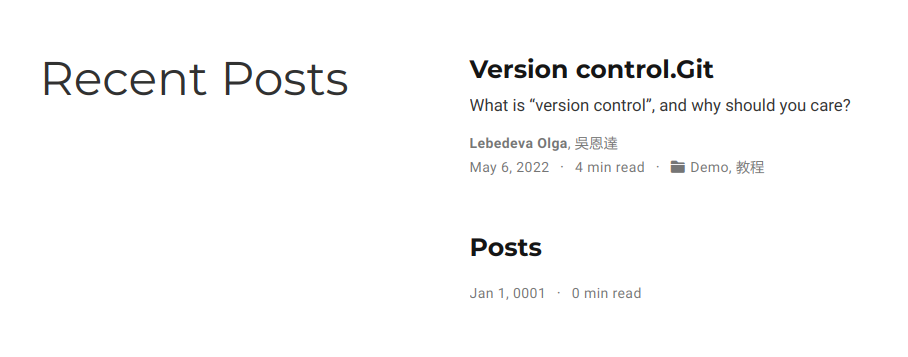 Recent Posts
Version control.Git
What is “version control”, and why should you care?
Lebedeva Olga, 吳恩達
May 6, 2022 · 4 min read · Demo, 教程
Posts
Jan 1, 0001 · 0 min read